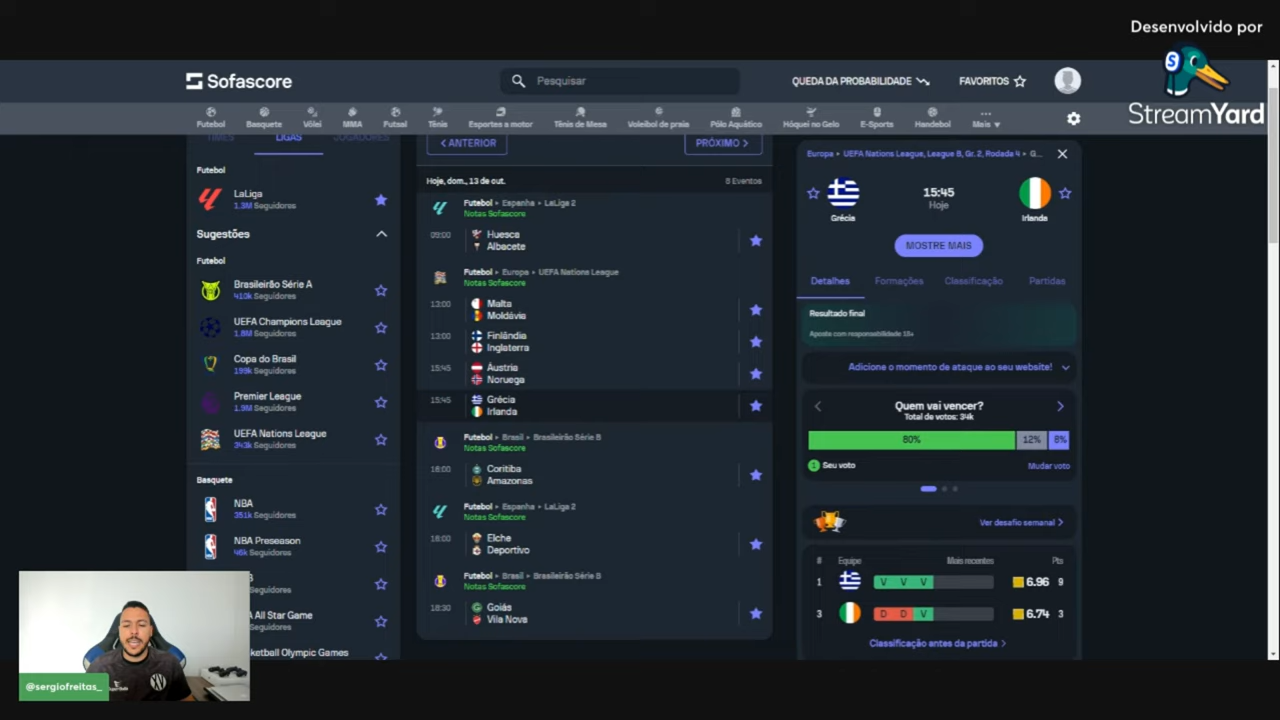 Desenvolvido por
StreamYard
Sofascore
Pesquisar
QUEDA DA PROBABILIDADE
FAVORITOS
Futebol
Basquete
Vôlei
MMA
Futsal
Tênis
Esportes a motor
Tênis de Mesa
Voleibol de praia
Pólo Aquático
Hóquei no Gelo
E-Sports
Handebol
Mais
TIMES
LIGAS
JOGADORES
Futebol
LaLiga
1.3M Seguidores
Sugestões
Futebol
Brasileirão Série A
410k Seguidores
UEFA Champions League
1.8M Seguidores
Copa do Brasil
199k Seguidores
Premier League
1.9M Seguidores
UEFA Nations League
343k Seguidores
Basquete
NBA
351k Seguidores
NBA Preseason
46k Seguidores
Seguidores
All Star Game
Seguidores
ketball Olympic Games
@sergiofreitas_
ANTERIOR
PRÓXIMO
Hoje, dom., 13 de out.
8 Eventos
Futebol Espanha LaLiga 2
Notas Sofascore
09:00
Huesca
Albacete
Futebol Europa UEFA Nations League
Notas Sofascore
13:00
Malta
Moldávia
13:00
Finlândia
Inglaterra
15:45
Áustria
Noruega
15:45
Grécia
Irlanda
Futebol Brasil Brasileirão Série B
Notas Sofascore
16:00
Coritiba
Amazonas
Futebol Espanha LaLiga 2
Notas Sofascore
16:00
Elche
Deportivo
Futebol Brasil Brasileirão Série B
Notas Sofascore
18:30
Goiás
Vila Nova
Europa UEFA Nations League, League B, Gr. 2, Rodada 4 G...
15:45
Hoje
Grécia
Irlanda
MOSTRE MAIS
Detalhes
Formações
Classificação
Partidas
Resultado final
Aposte com responsabilidade 18+
Adicione o momento de ataque ao seu website!
Quem vai vencer?
Total de votos: 34k
80%
12%
8%
1 Seu voto
Mudar voto
Ver desafio semanal
# Equipe Mais recentes Pts
1 V V V 6.96 9
3 D D V 6.74 3
Classificação antes da partida